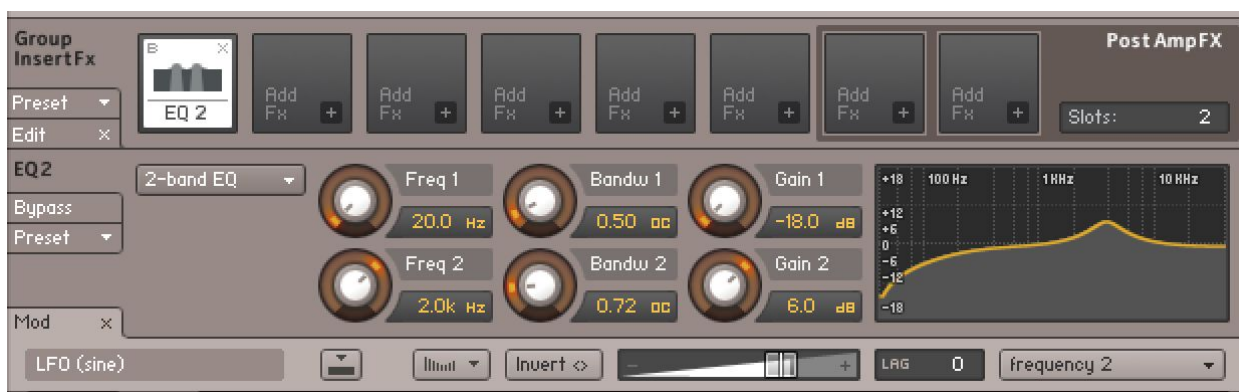 Group
InsertFx
Preset
Edit ×
B X
EQ 2
Add
Fx +
Add
Fx +
Add
Fx +
Add
Fx +
Add
Fx +
Add
Fx +
Add
Fx +
Post AmpFX
Slots: 2
EQ2
Bypass
Preset
2-band EQ
Freq 1
20.0 Hz
Bandw 1
0.50 OC
Gain 1
-18.0 dB
Freq 2
2.0k Hz
Bandw 2
0.72 OC
Gain 2
6.0 dB
+18 100 Hz 1 KHz 10 KHz
+12
+6
0
-6
-12
-18
Mod ×
LFO (sine)
Invert <>
- +
LAG 0
frequency 2